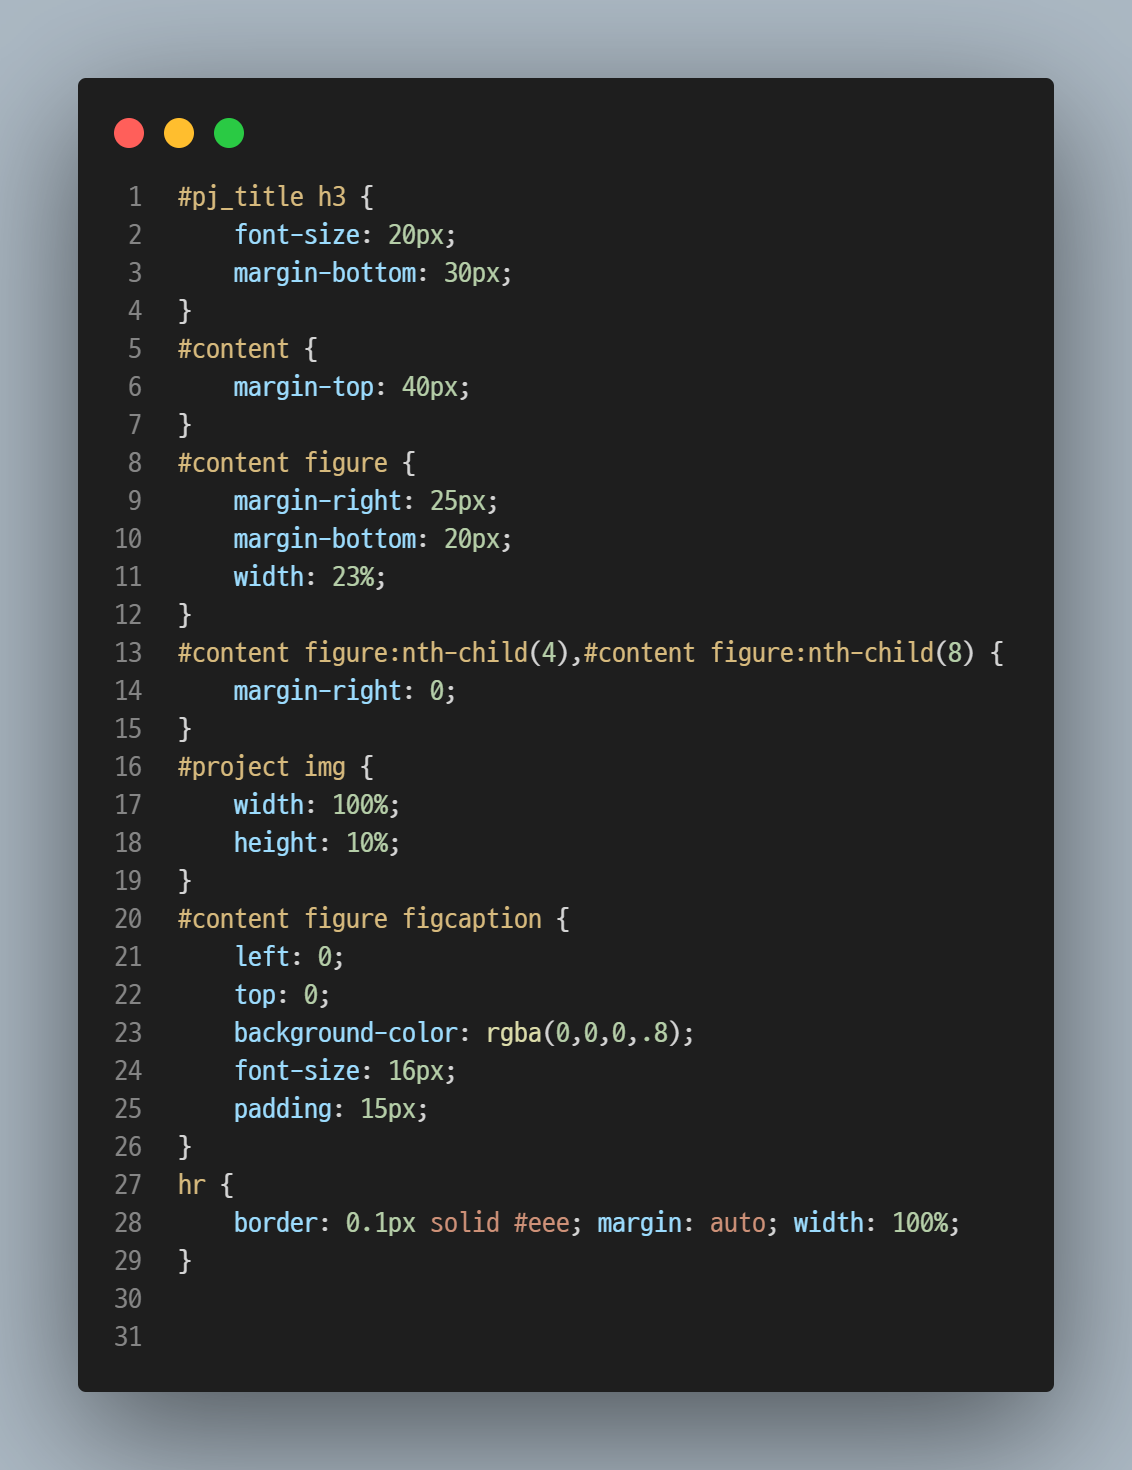 1 #pj_title h3 {
2     font-size: 20px;
3     margin-bottom: 30px;
4 }
5 #content {
6     margin-top: 40px;
7 }
8 #content figure {
9     margin-right: 25px;
10     margin-bottom: 20px;
11     width: 23%;
12 }
13 #content figure:nth-child(4),#content figure:nth-child(8) {
14     margin-right: 0;
15 }
16 #project img {
17     width: 100%;
18     height: 10%;
19 }
20 #content figure figcaption {
21     left: 0;
22     top: 0;
23     background-color: rgba(0,0,0,.8);
24     font-size: 16px;
25     padding: 15px;
26 }
27 hr {
28     border: 0.1px solid #eee; margin: auto; width: 100%;
29 }
30
31